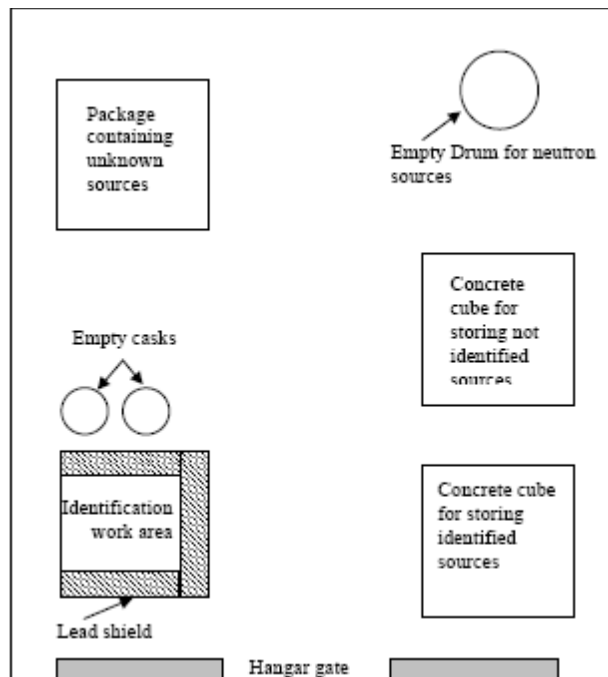 Package
containing
unknown
sources
Empty Drum for neutron
sources
Concrete
cube for
storing not
identified
sources
Empty casks
Identification
work area
Concrete cube
for storing
identified
sources
Lead shield
Hangar gate